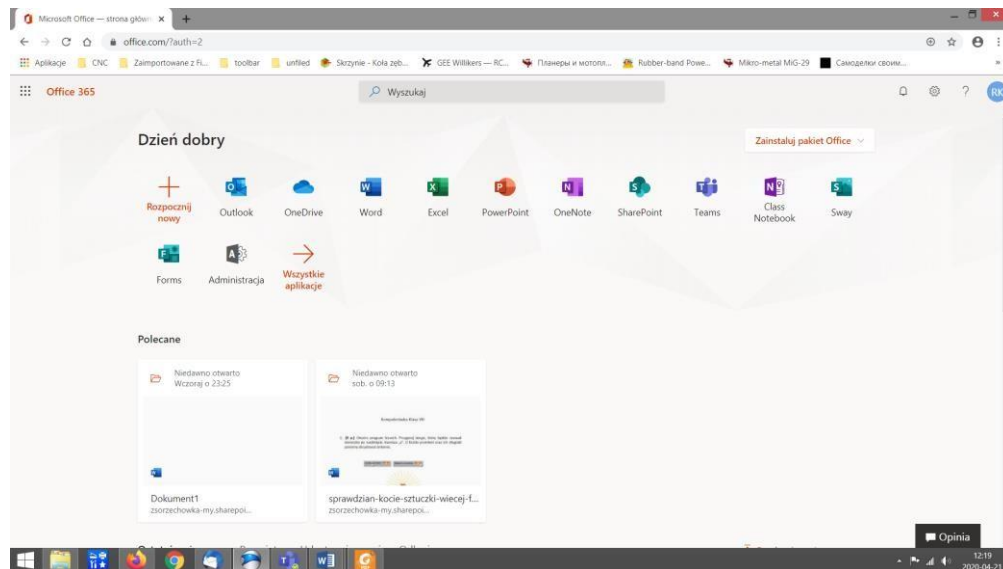 Microsoft Office — strona główn
office.com/?auth=2
Aplikacje CNC Zaimportowane z Fi... toolbar unfiled Skrzynie - Koła zęb... GEE Willikers — RC... Планеры и мотопл... Rubber-band Powe... Mikro-metal MiG-29 Самоделки своим...
Office 365 Wyszukaj ? RK
Dzień dobry Zainstaluj pakiet Office
Rozpocznij nowy
Outlook OneDrive Word Excel PowerPoint OneNote SharePoint Teams Class Notebook Sway
Forms Administracja Wszystkie aplikacje
Polecane
Niedawno otwarto
Wczoraj o 23:25
Niedawno otwarto
sob. o 09:13
Dokument1
zsorzechowka-my.sharepoi...
sprawdzian-kocie-sztuczki-wiecej-f...
zsorzechowka-my.sharepoi...
Opinia
12:19
2020-04-21